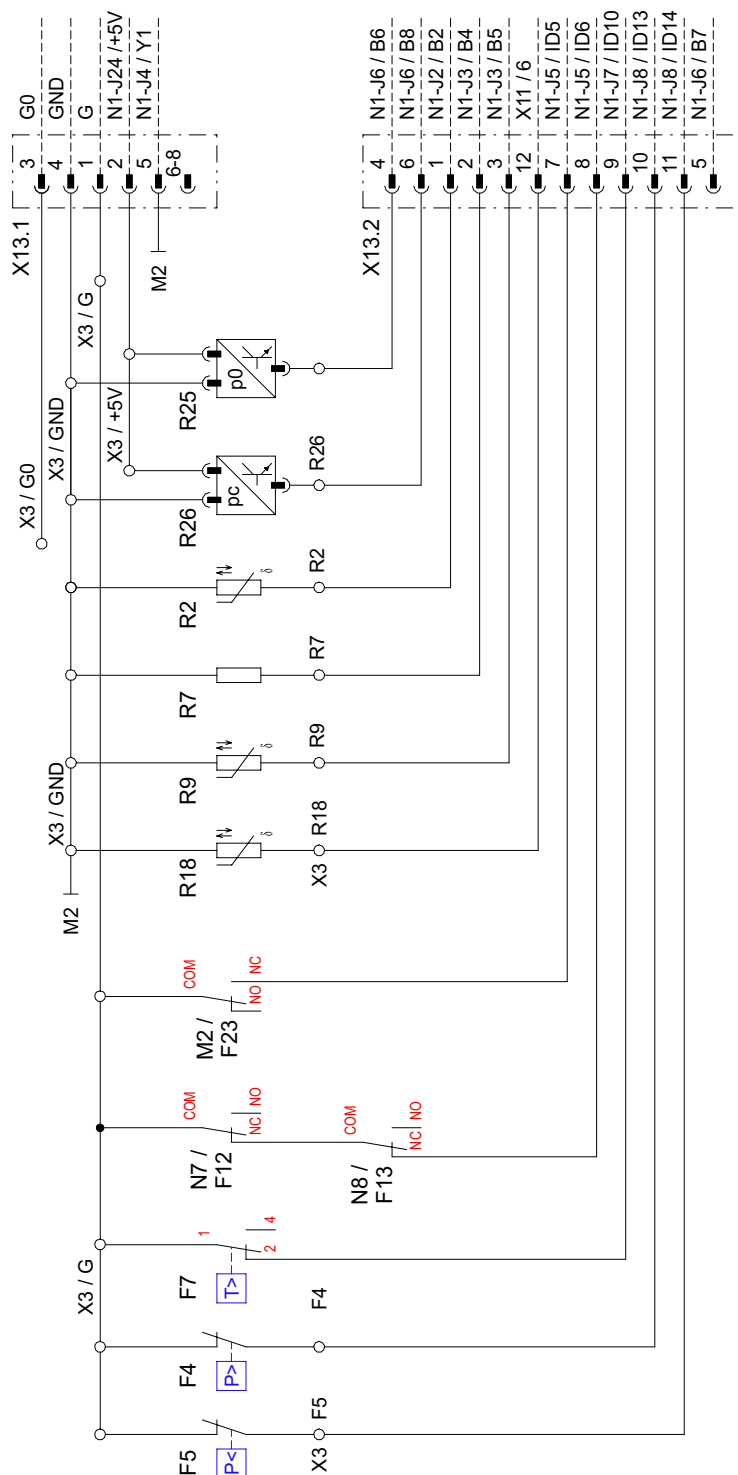 X13.1
3
4
1
2
5
6-8
G0
GND
G
N1-J24 /+5V
N1-J4 / Y1
M2
X3 / G
X3 / GND
X3 / +5V
X3 / G0
X3 / GND
M2
X3 / G
F5
P<
F4
P>
F7
T>
1
2
4
N7 / F12
COM
NC
NO
N8 / F13
COM
NC
NO
M2 / F23
COM
NO
NC
R18
δ
R9
δ
R7
R2
δ
R26
pc
R25
p0
X3
F5
F4
X3
R18
R9
R7
R2
R26
X13.2
4
6
1
2
3
12
7
8
9
10
11
5
N1-J6 / B6
N1-J6 / B8
N1-J2 / B2
N1-J3 / B4
N1-J3 / B5
X11 / 6
N1-J5 / ID5
N1-J5 / ID6
N1-J7 / ID10
N1-J8 / ID13
N1-J8 / ID14
N1-J6 / B7